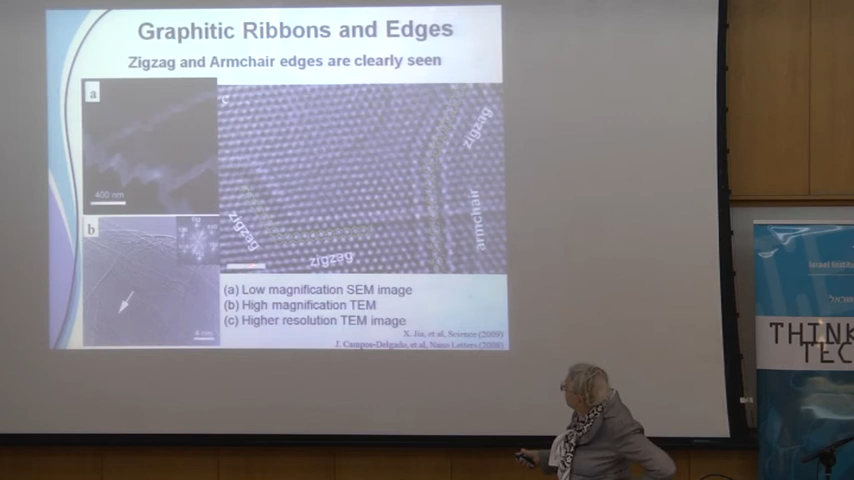 Graphitic Ribbons and Edges
Zigzag and Armchair edges are clearly seen
a
c
zigzag
400 nm
armchair
b
zigzag
zigzag
(a) Low magnification SEM image
(b) High magnification TEM
(c) Higher resolution TEM image
X. Jia, et al, Science (2009)
J. Campos-Delgado, et al, Nano Letters (2008)
Israel Instit
THINK
TEC